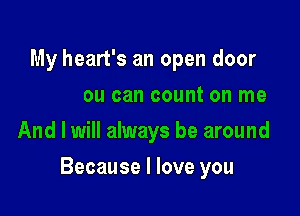 My heart's an open door
ou can count on me
And I will always be around
Because I love you